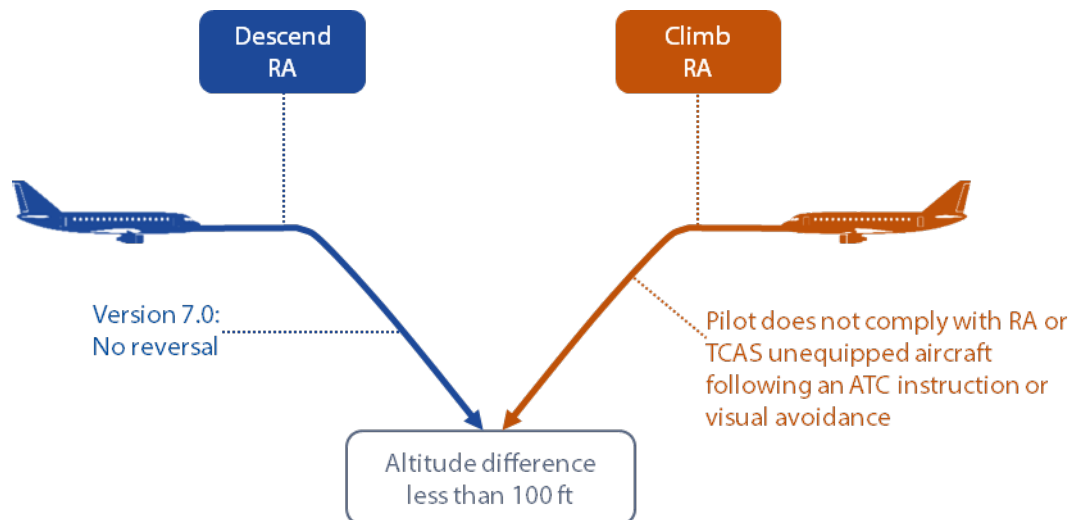 Descend
RA
Climb
RA
Version 7.0:
No reversal
Pilot does not comply with RA or
TCAS unequipped aircraft
following an ATC instruction or
visual avoidance
Altitude difference
less than 100 ft